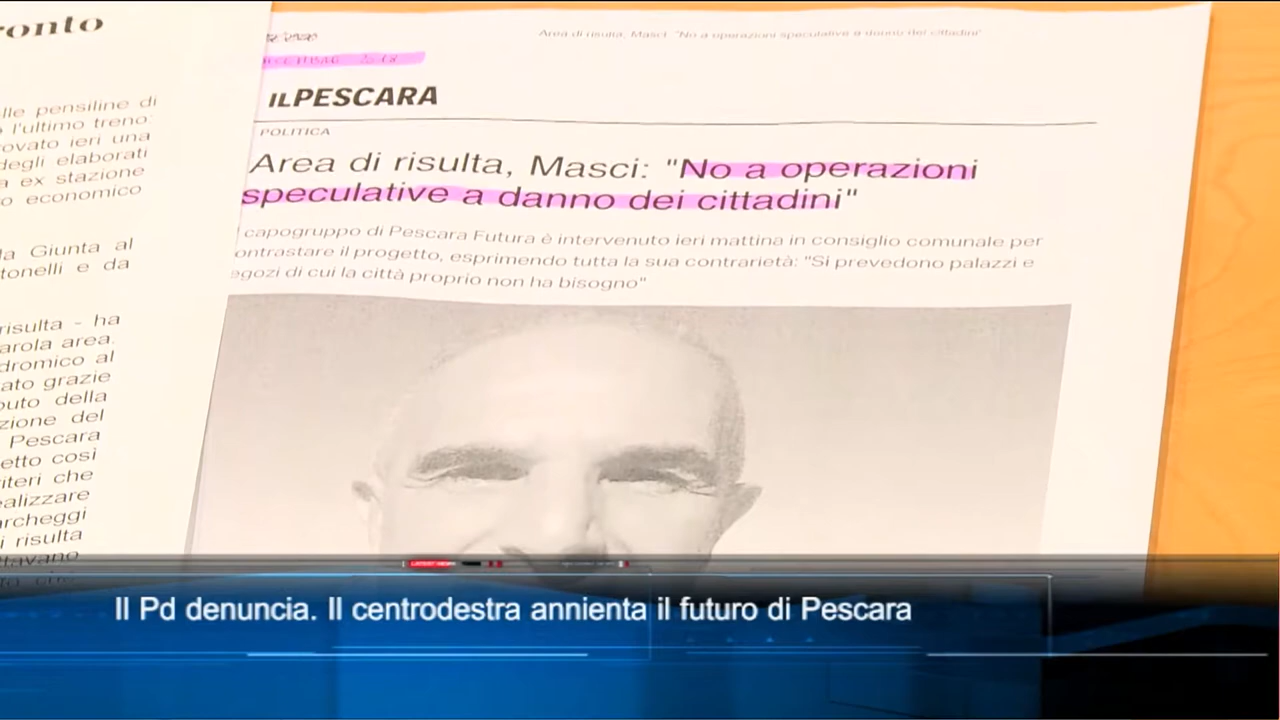 ronto
lle pensiline di
o l'ultimo treno:
rovato ieri una
degli elaborati
a ex stazione
o economico
la Giunta al
tonelli e da
risulta - ha
arola area.
dromico al
ato grazie
buto della
zione del
Pescara
etto così
iteri che
ealizzare
archeggi
i risulta
ttavano
Area di risulta, Masci: "No a operazioni speculative a danno dei cittadini"
ILPESCARA
POLITICA
Area di risulta, Masci: "No a operazioni
speculative a danno dei cittadini"
capogruppo di Pescara Futura è intervenuto ieri mattina in consiglio comunale per
ontrastare il progetto, esprimendo tutta la sua contrarietà: "Si prevedono palazzi e
egozi di cui la città proprio non ha bisogno"
LATEST NEWS
Il Pd denuncia. Il centrodestra annienta il futuro di Pescara